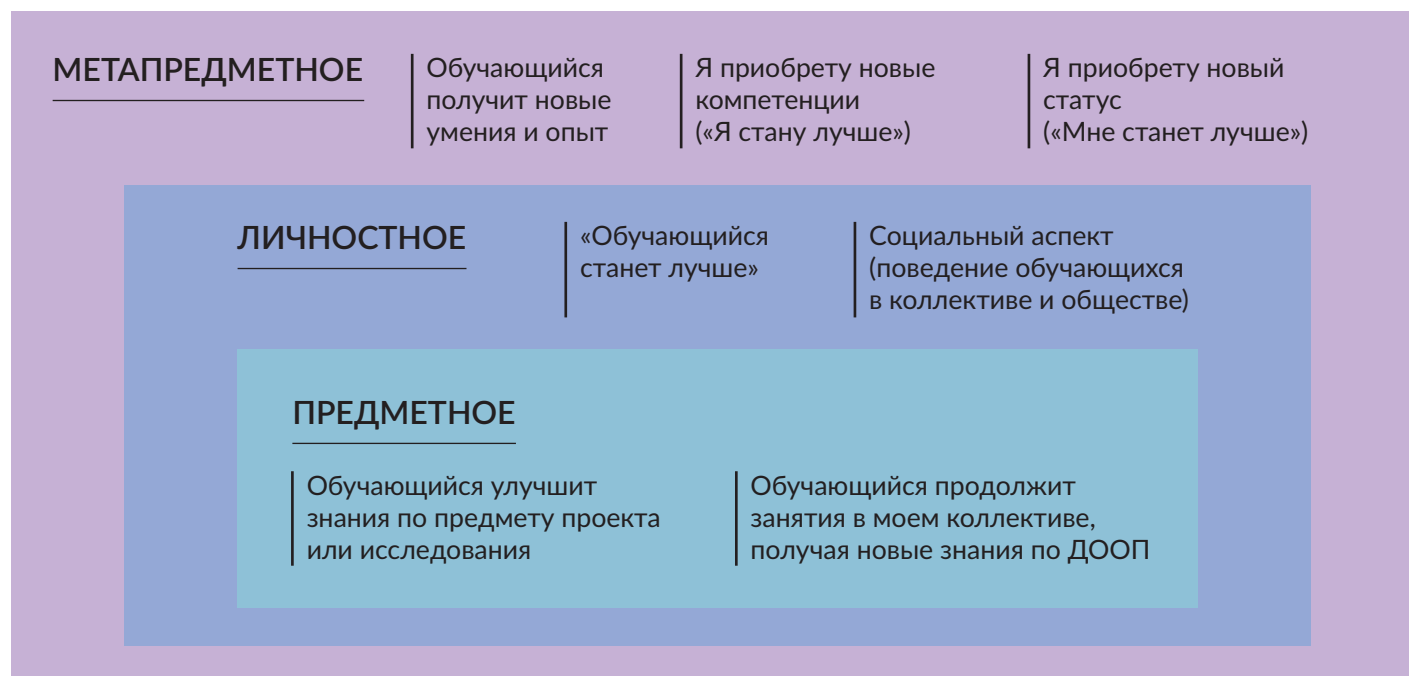 МЕТАПРЕДМЕТНОЕ
Обучающийся
получит новые
умения и опыт
Я приобрету новые
компетенции
(«Я стану лучше»)
Я приобрету новый
статус
(«Мне станет лучше»)
ЛИЧНОСТНОЕ
«Обучающийся
станет лучше»
Социальный аспект
(поведение обучающихся
в коллективе и обществе)
ПРЕДМЕТНОЕ
Обучающийся улучшит
знания по предмету проекта
или исследования
Обучающийся продолжит
занятия в моем коллективе,
получая новые знания по ДООП